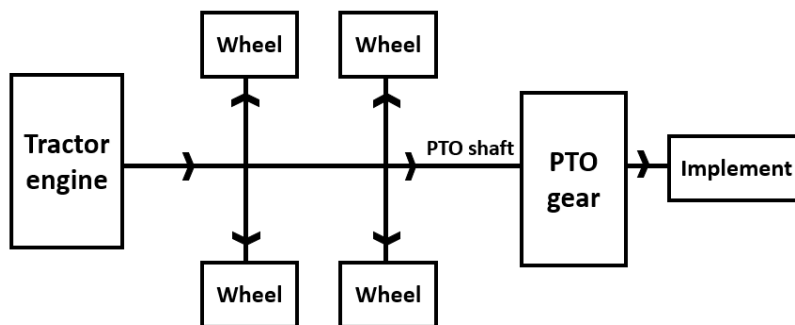 Wheel
Wheel
Tractor
engine
PTO shaft
PTO
gear
Implement
Wheel
Wheel